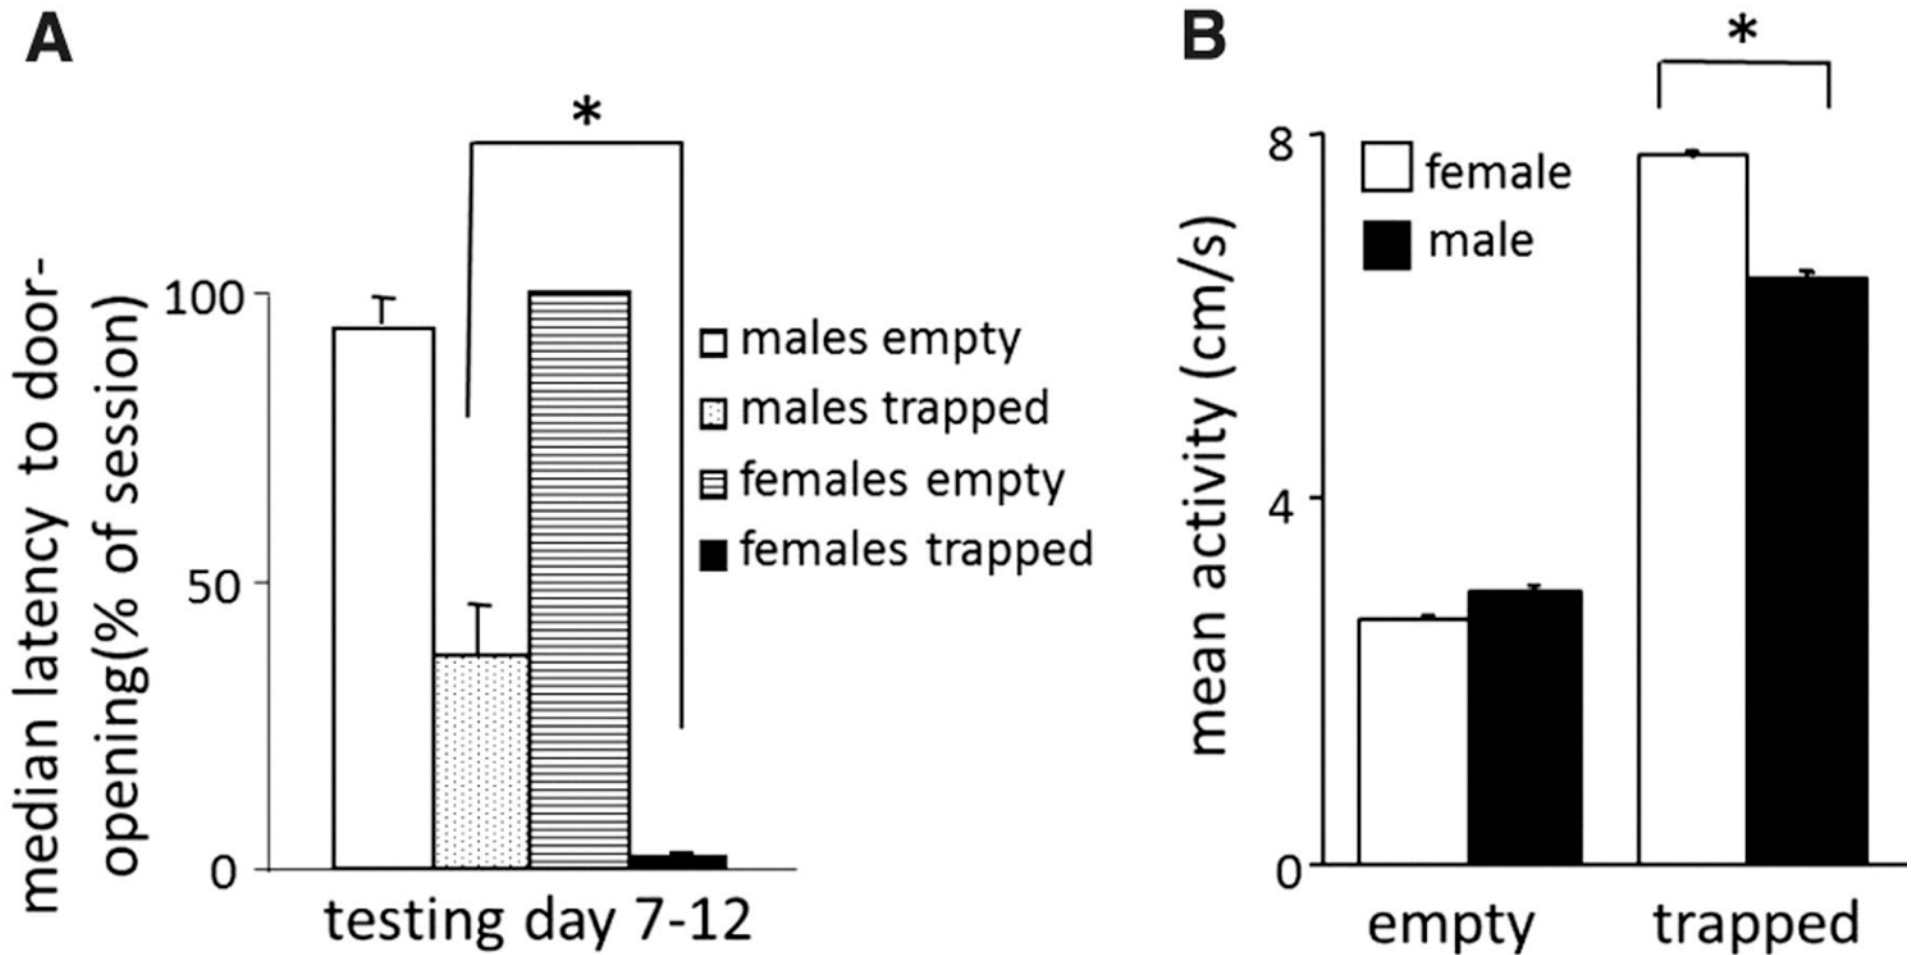 A
*
median latency to door-
opening(% of session)
100
50
0
males empty
males trapped
females empty
females trapped
testing day 7-12
B
*
mean activity (cm/s)
8
4
0
female
male
empty
trapped